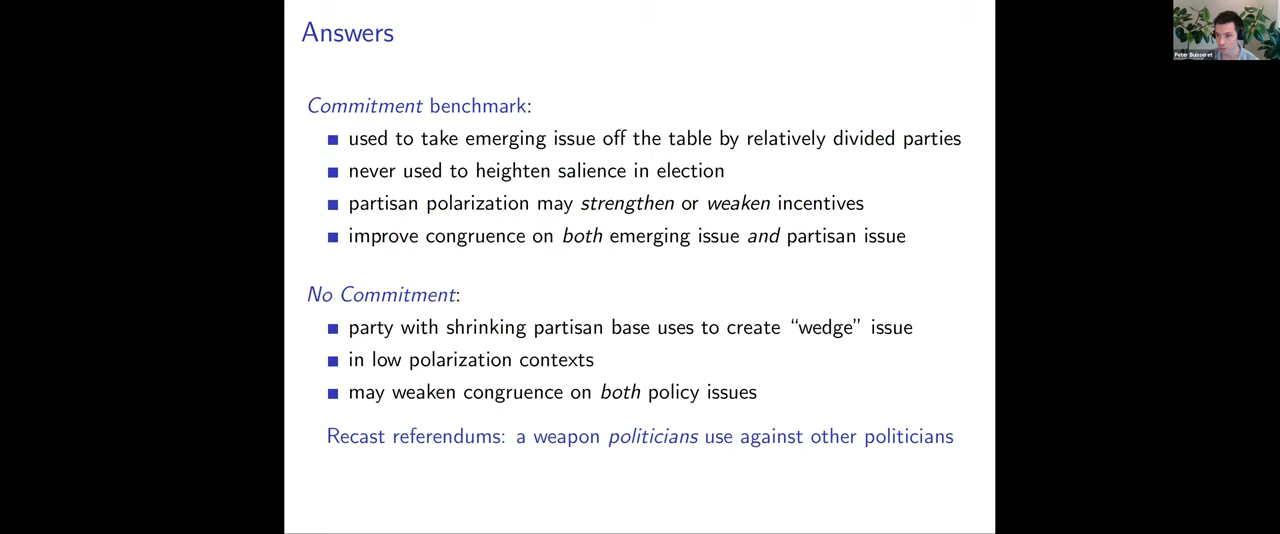 Answers
Peter Buisseret
Commitment benchmark:
used to take emerging issue off the table by relatively divided parties
never used to heighten salience in election
partisan polarization may strengthen or weaken incentives
improve congruence on both emerging issue and partisan issue
No Commitment:
party with shrinking partisan base uses to create “wedge” issue
in low polarization contexts
may weaken congruence on both policy issues
Recast referendums: a weapon politicians use against other politicians